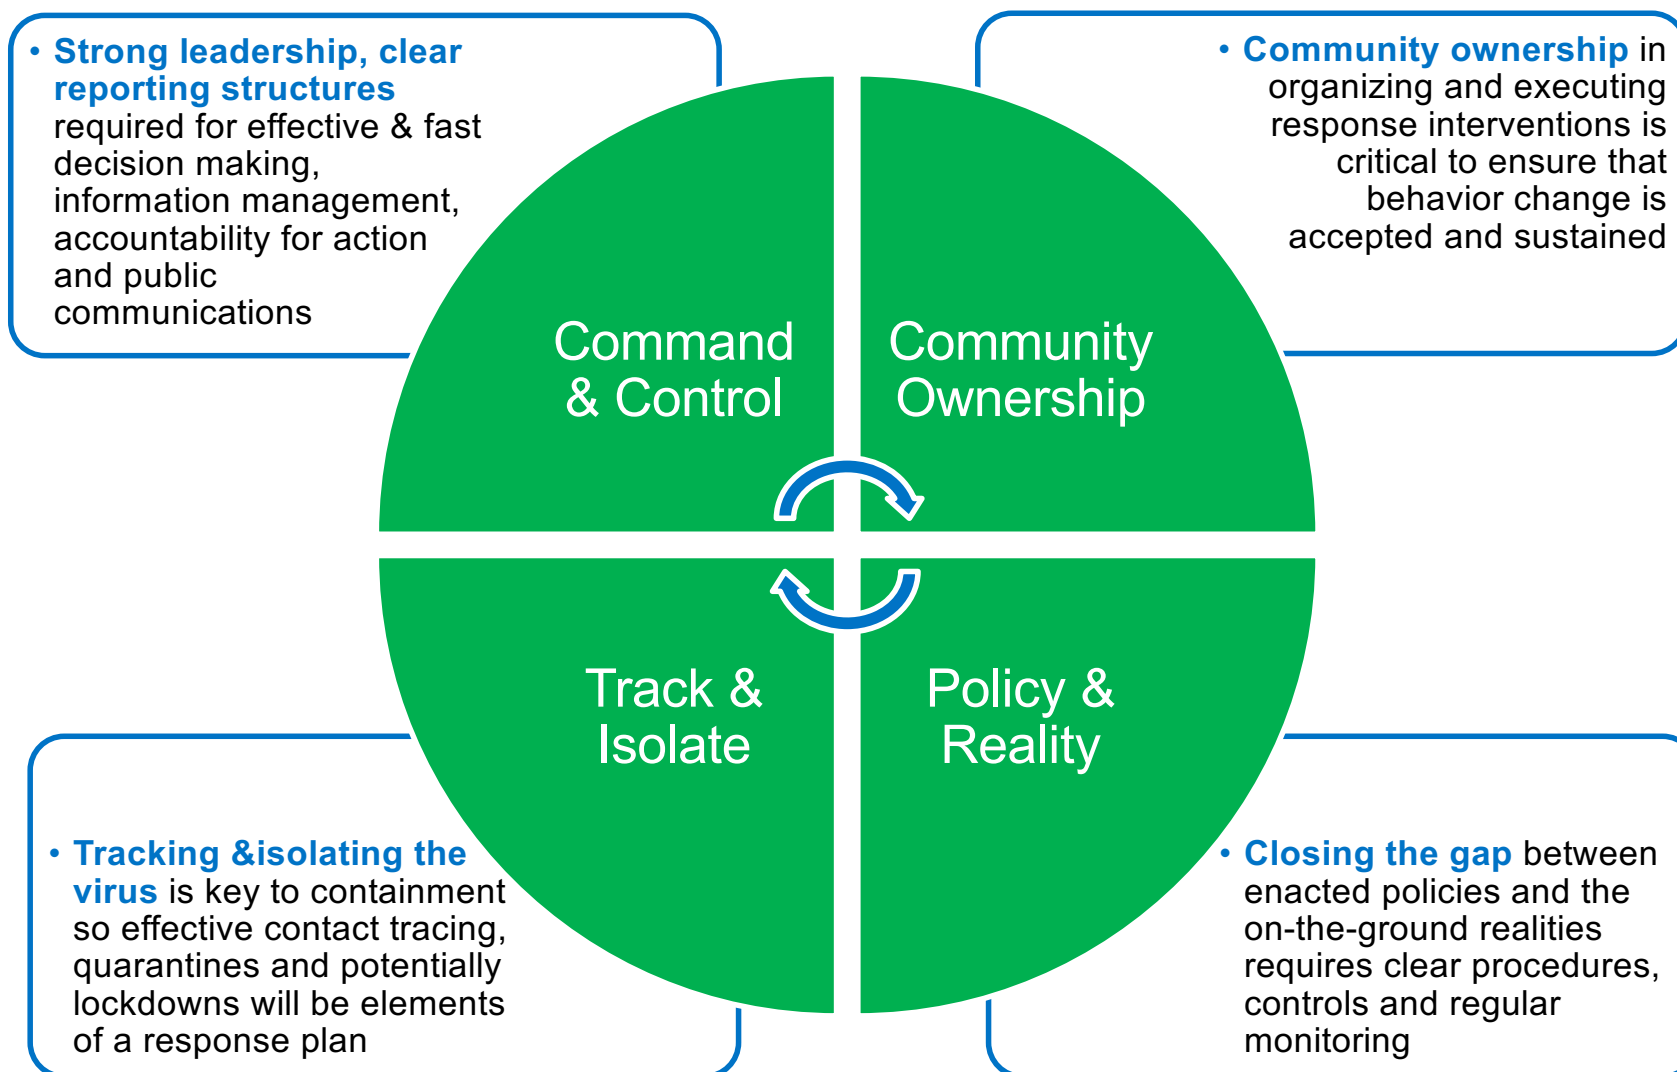 • Strong leadership, clear
reporting structures
required for effective & fast
decision making,
information management,
accountability for action
and public
communications
• Community ownership in
organizing and executing
response interventions is
critical to ensure that
behavior change is
accepted and sustained
Command
& Control
Community
Ownership
Track &
Isolate
Policy &
Reality
• Tracking &isolating the
virus is key to containment
so effective contact tracing,
quarantines and potentially
lockdowns will be elements
of a response plan
• Closing the gap between
enacted policies and the
on-the-ground realities
requires clear procedures,
controls and regular
monitoring